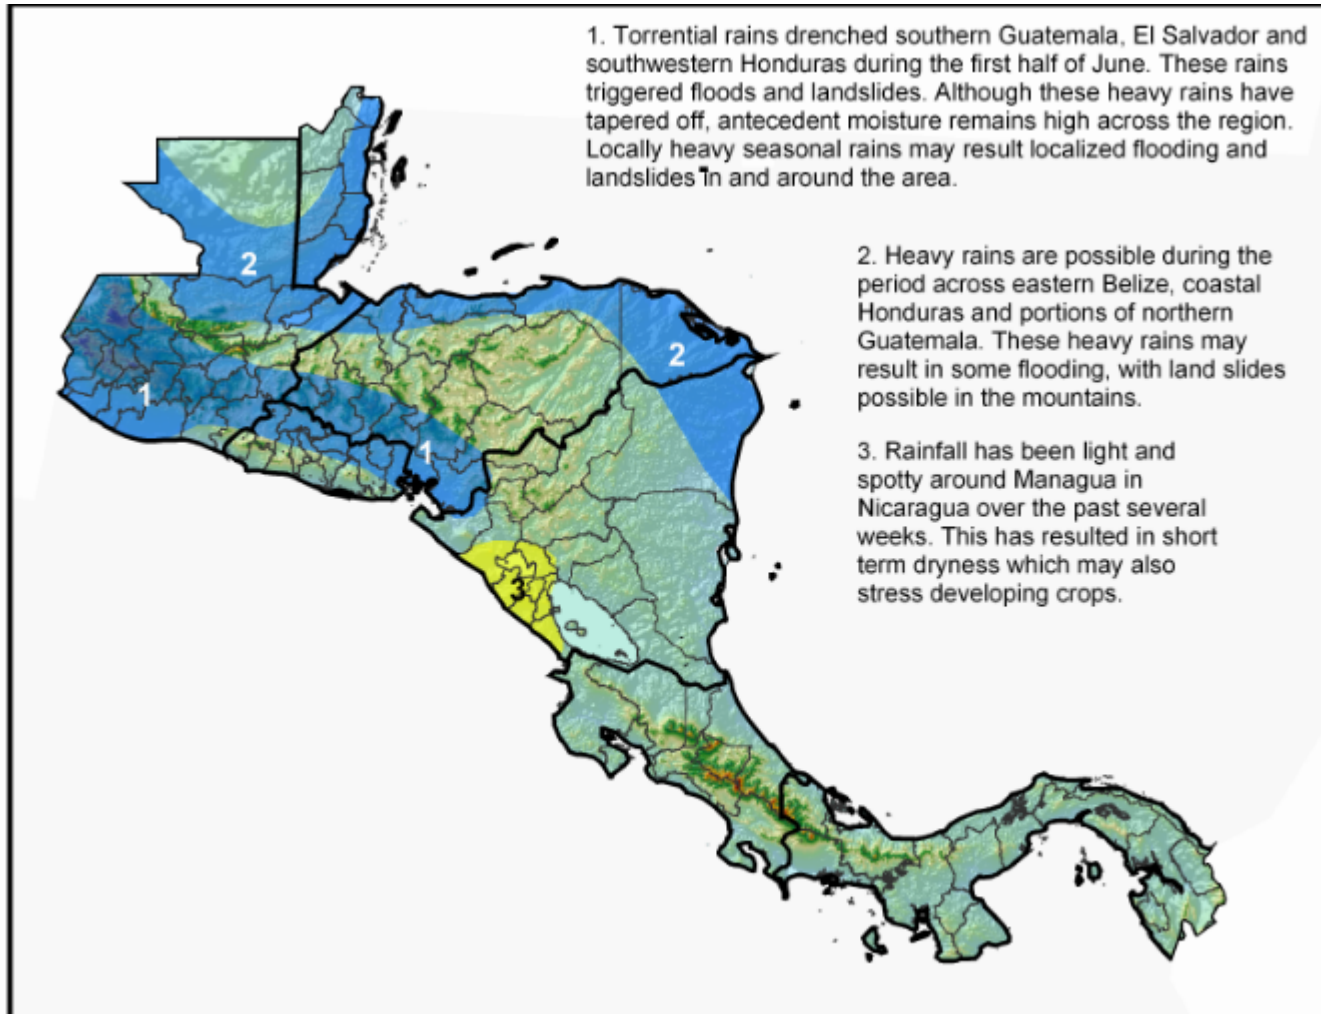 1. Torrential rains drenched southern Guatemala, El Salvador and
southwestern Honduras during the first half of June. These rains
triggered floods and landslides. Although these heavy rains have
tapered off, antecedent moisture remains high across the region.
Locally heavy seasonal rains may result localized flooding and
landslides in and around the area.
2. Heavy rains are possible during the
period across eastern Belize, coastal
Honduras and portions of northern
Guatemala. These heavy rains may
result in some flooding, with land slides
possible in the mountains.
3. Rainfall has been light and
spotty around Managua in
Nicaragua over the past several
weeks. This has resulted in short
term dryness which may also
stress developing crops.
2
2
1
1
3